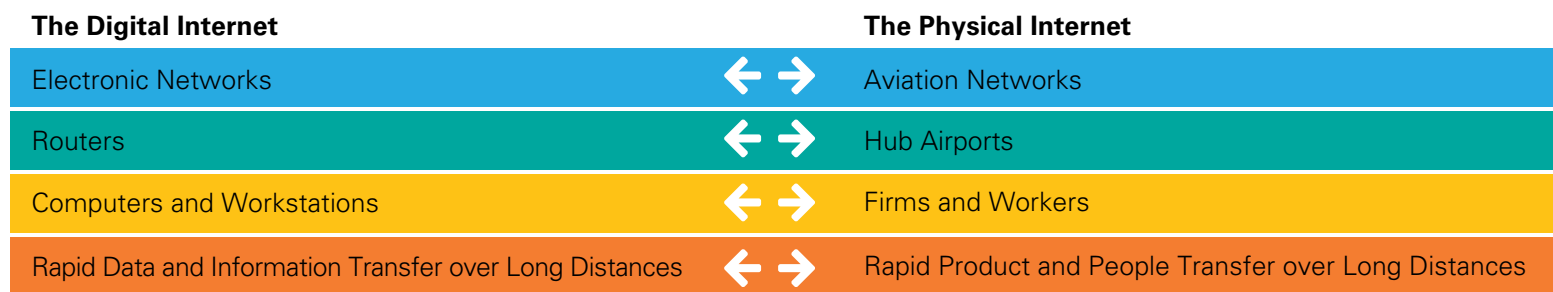 The Digital Internet The Physical Internet
Electronic Networks Aviation Networks
Routers Hub Airports
Computers and Workstations Firms and Workers
Rapid Data and Information Transfer over Long Distances Rapid Product and People Transfer over Long Distances